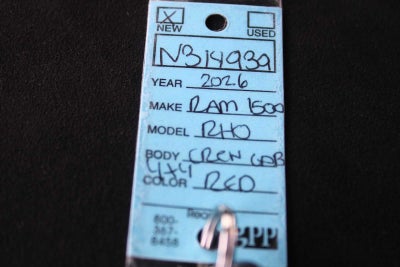 X
NEW USED
N314939
YEAR 2026
MAKE RAM 1500
MODEL RHO
BODY CREW CAB
4x4
COLOR RED
800-
367-
8458
gPP